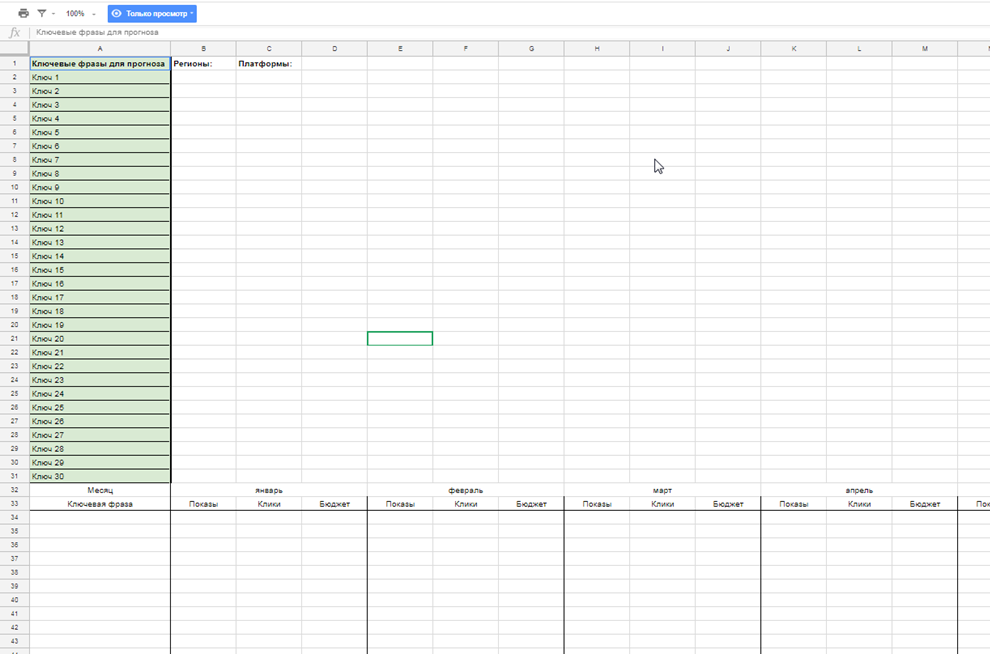 100% Только просмотр
fx Ключевые фразы для прогноза
A B C D E F G H I J K L M
1 Ключевые фразы для прогноза Регионы: Платформы:
2 Ключ 1
3 Ключ 2
4 Ключ 3
5 Ключ 4
6 Ключ 5
7 Ключ 6
8 Ключ 7
9 Ключ 8
10 Ключ 9
11 Ключ 10
12 Ключ 11
13 Ключ 12
14 Ключ 13
15 Ключ 14
16 Ключ 15
17 Ключ 16
18 Ключ 17
19 Ключ 18
20 Ключ 19
21 Ключ 20
22 Ключ 21
23 Ключ 22
24 Ключ 23
25 Ключ 24
26 Ключ 25
27 Ключ 26
28 Ключ 27
29 Ключ 28
30 Ключ 29
31 Ключ 30
32 Месяц январь февраль март апрель
33 Ключевая фраза Показы Клики Бюджет Показы Клики Бюджет Показы Клики Бюджет Показы Клики Бюджет Пок
34
35
36
37
38
39
40
41
42
43